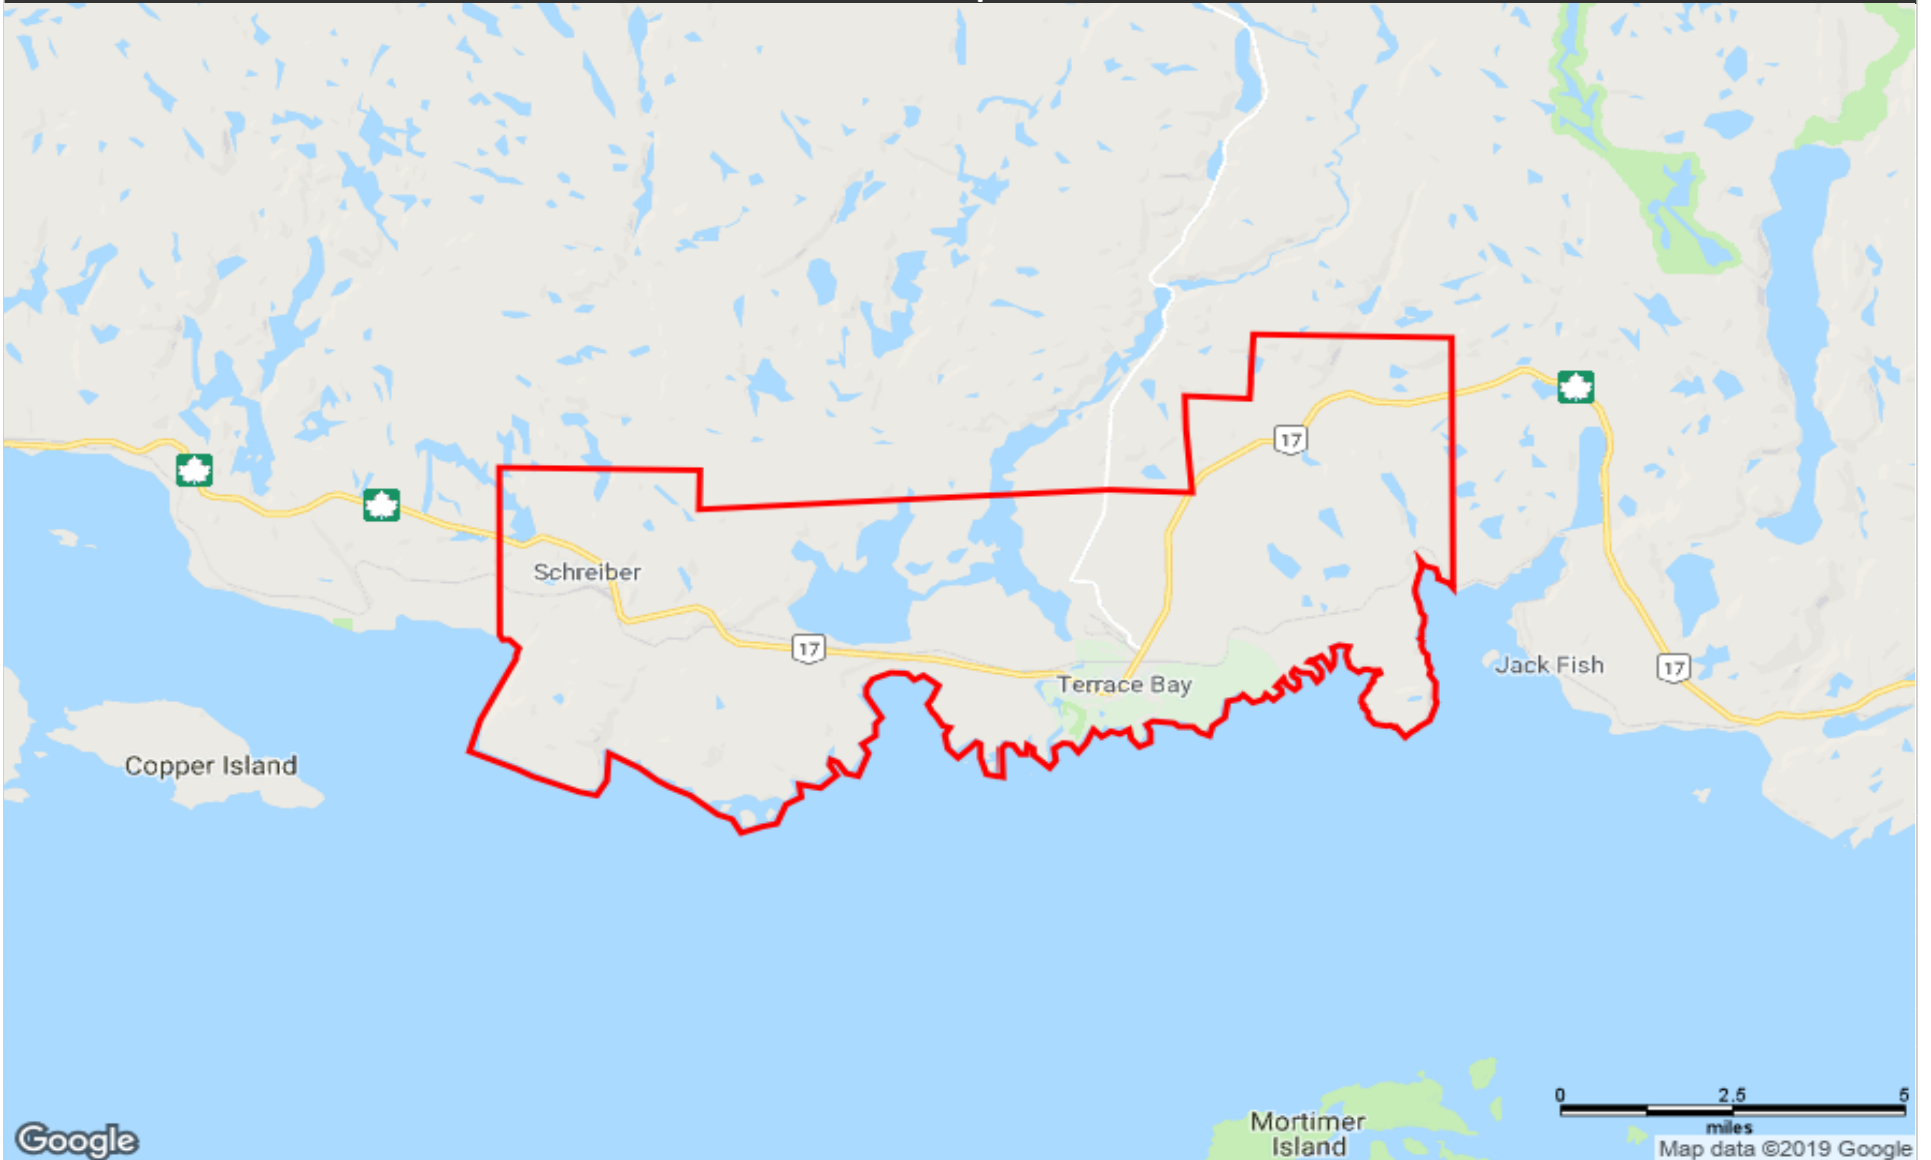 17
Schreiber
17
Jack Fish
17
Terrace Bay
Copper Island
0 2.5 5
miles
Mortimer
Island
Google
Map data ©2019 Google